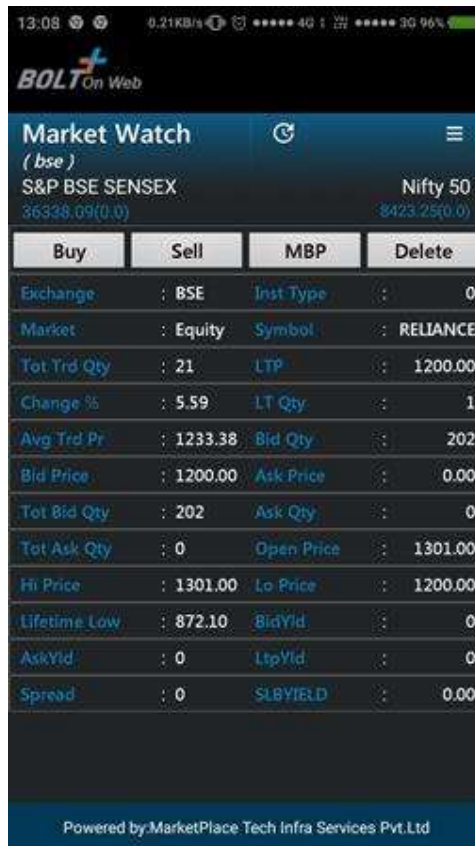 13:08 0.21KB/s 4G 3G 96%
BOLT+ On Web
Market Watch
( bse )
S&P BSE SENSEX Nifty 50
36338.09(0.0) 8423.25(0.0)
Buy Sell MBP Delete
Exchange : BSE Inst Type : 0
Market : Equity Symbol : RELIANCE
Tot Trd Qty : 21 LTP : 1200.00
Change % : 5.59 LT Qty : 1
Avg Trd Pr : 1233.38 Bid Qty : 202
Bid Price : 1200.00 Ask Price : 0.00
Tot Bid Qty : 202 Ask Qty : 0
Tot Ask Qty : 0 Open Price : 1301.00
Hi Price : 1301.00 Lo Price : 1200.00
Lifetime Low : 872.10 BidYld : 0
AskYld : 0 LtpYld : 0
Spread : 0 SLBYIELD : 0.00
Powered by:MarketPlace Tech Infra Services Pvt.Ltd